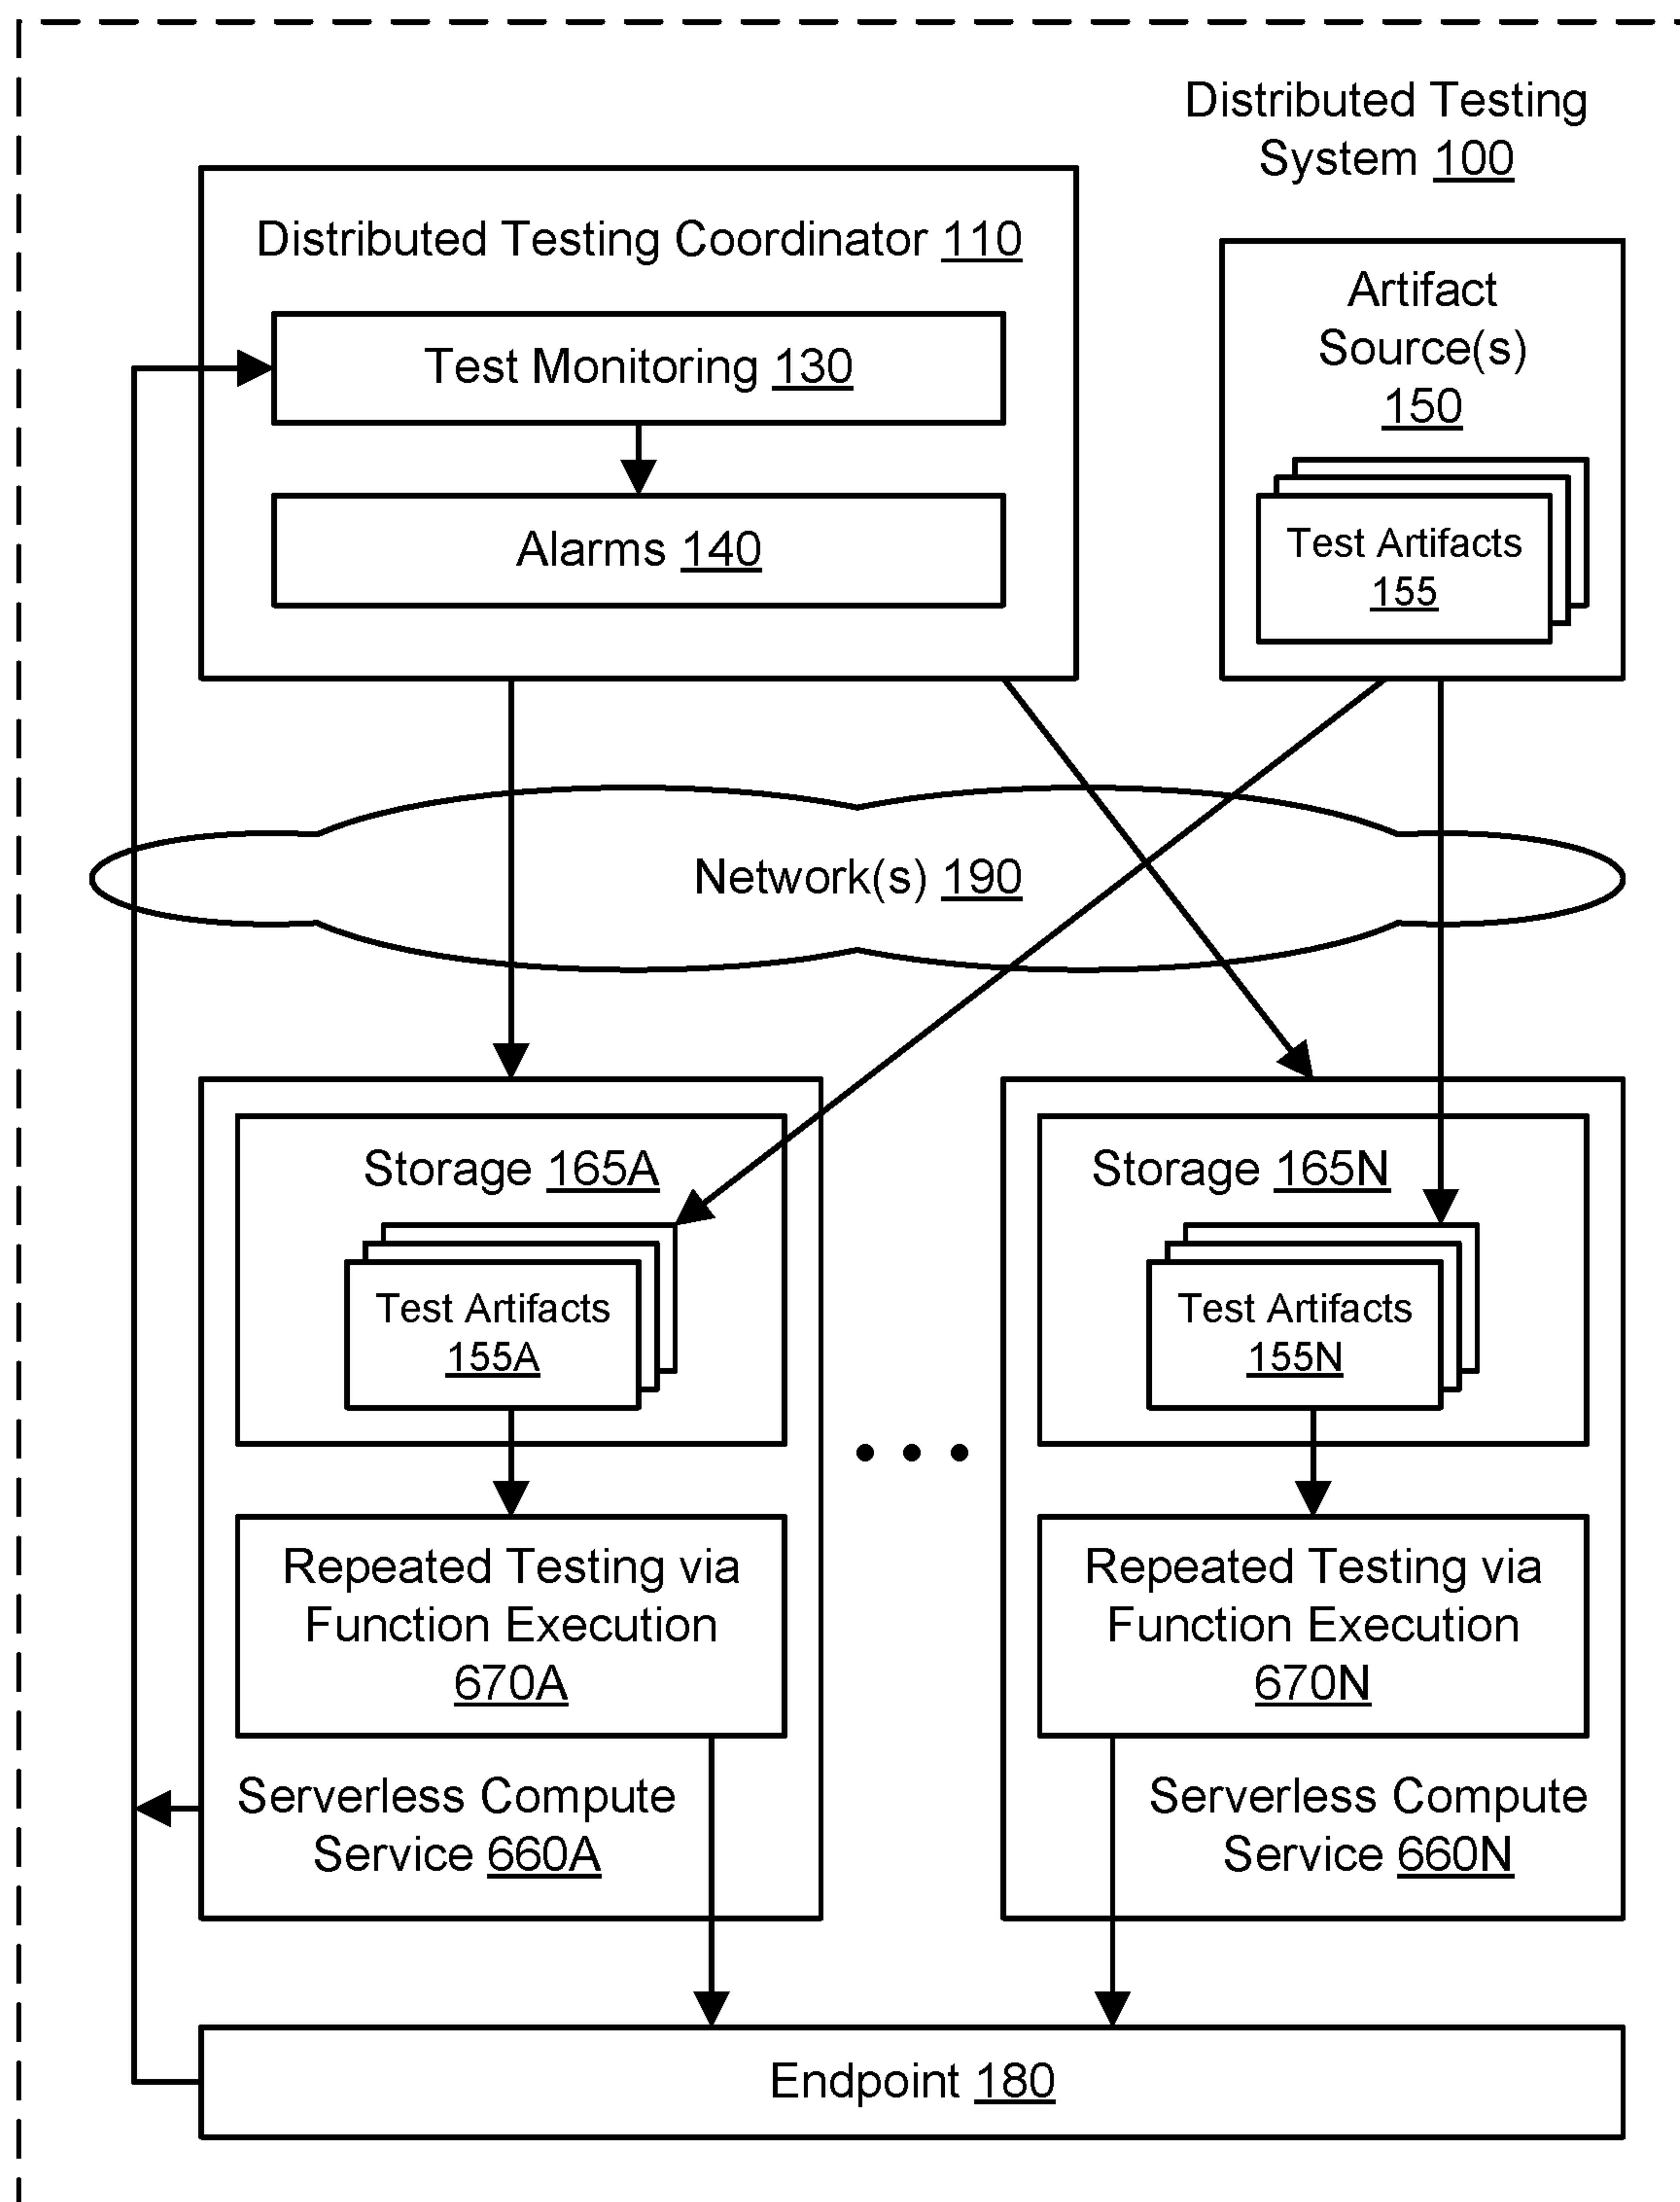 Distributed Testing
System 100
Distributed Testing Coordinator 110
Test Monitoring 130
Alarms 140
Artifact
Source(s)
150
Test Artifacts
155
Network(s) 190
Storage 165A
Test Artifacts
155A
Repeated Testing via
Function Execution
670A
Serverless Compute
Service 660A
Storage 165N
Test Artifacts
155N
Repeated Testing via
Function Execution
670N
Serverless Compute
Service 660N
Endpoint 180